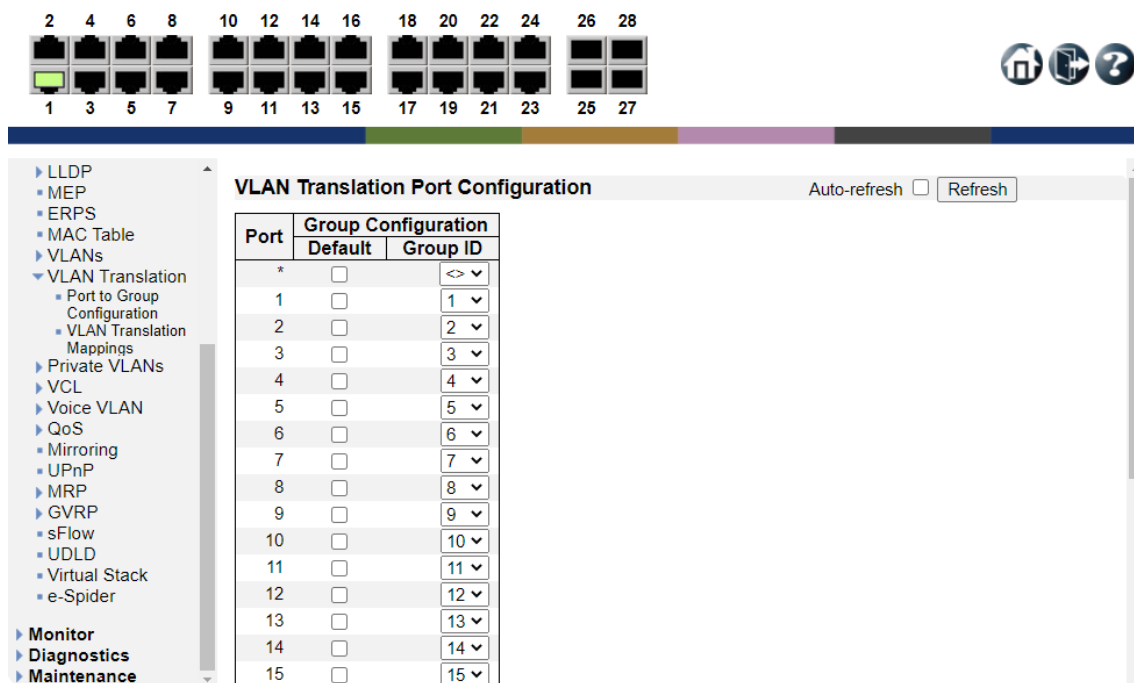 2 4 6 8 10 12 14 16 18 20 22 24 26 28
1 3 5 7 9 11 13 15 17 19 21 23 25 27
LLDP
MEP
ERPS
MAC Table
VLANs
VLAN Translation
Port to Group
Configuration
VLAN Translation
Mappings
Private VLANs
VCL
Voice VLAN
QoS
Mirroring
UPnP
MRP
GVRP
sFlow
UDLD
Virtual Stack
e-Spider
Monitor
Diagnostics
Maintenance
VLAN Translation Port Configuration
Auto-refresh Refresh
Port Group Configuration
Default Group ID
* <>
1 1
2 2
3 3
4 4
5 5
6 6
7 7
8 8
9 9
10 10
11 11
12 12
13 13
14 14
15 15